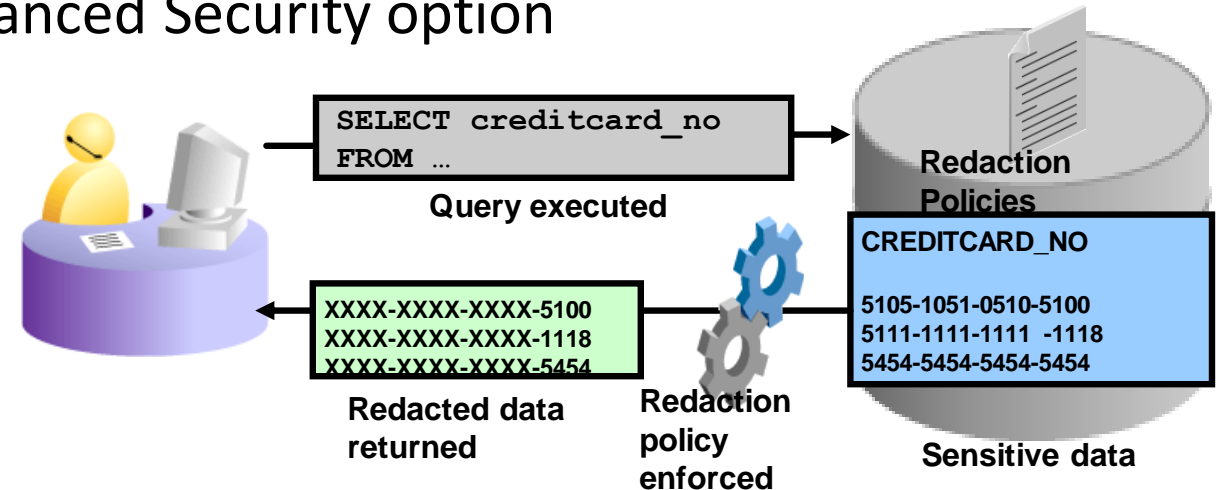 anced Security option
SELECT creditcard_no
FROM …
Query executed
Redaction
Policies
CREDITCARD_NO
5105-1051-0510-5100
5111-1111-1111 -1118
5454-5454-5454-5454
XXXX-XXXX-XXXX-5100
XXXX-XXXX-XXXX-1118
XXXX-XXXX-XXXX-5454
Redacted data
returned
Redaction
policy
enforced
Sensitive data